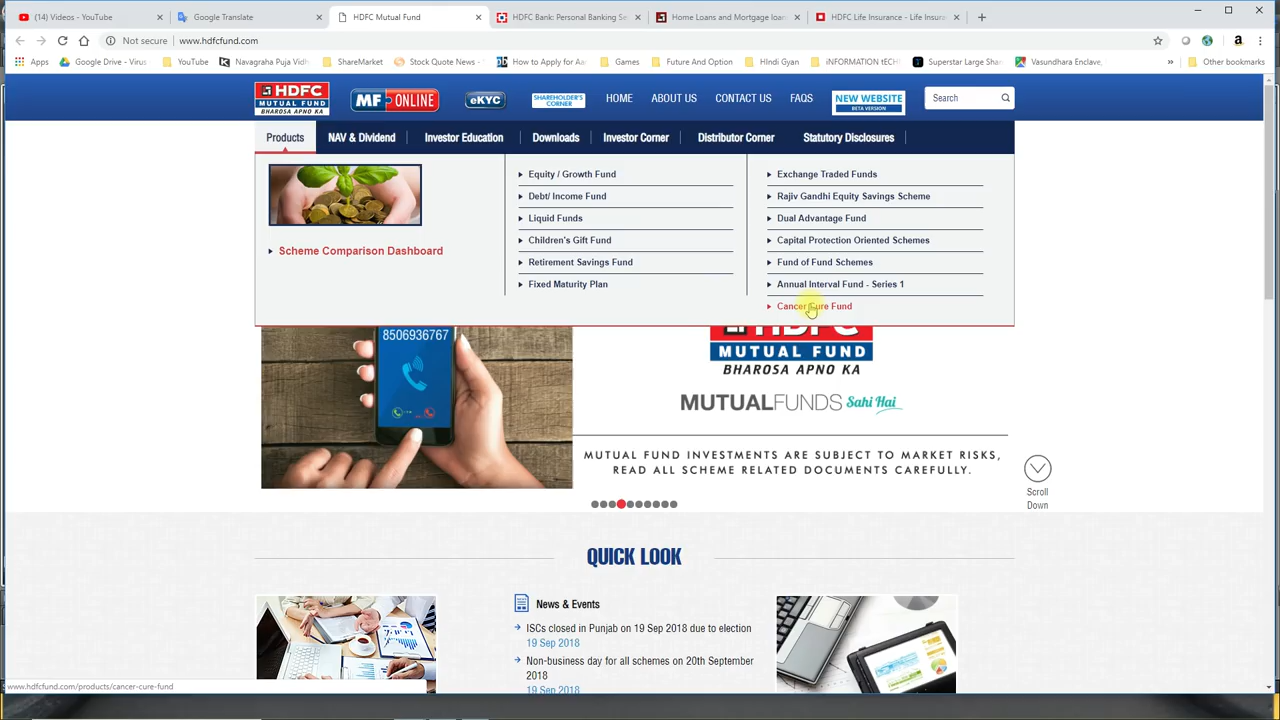 (14) Videos - YouTube
Google Translate
HDFC Mutual Fund
HDFC Bank: Personal Banking Se
Home Loans and Mortgage loan
HDFC Life Insurance - Life Insura
Not secure
www.hdfcfund.com
Apps
Google Drive - Virus
YouTube
Navagraha Puja Vidh
ShareMarket
Stock Quote News -
How to Apply for Aa
Games
Future And Option
HIndi Gyan
iNFORMATION tECH
Superstar Large Shar
Vasundhara Enclave,
»
Other bookmarks
HDFC
MUTUAL FUND
BHAROSA APNO KA
MF-ONLINE
eKYC
SHAREHOLDER'S
CORNER
HOME
ABOUT US
CONTACT US
FAQS
NEW WEBSITE
BETA VERSION
Search
Products
NAV & Dividend
Investor Education
Downloads
Investor Corner
Distributor Corner
Statutory Disclosures
Scheme Comparison Dashboard
Equity / Growth Fund
Debt/ Income Fund
Liquid Funds
Children's Gift Fund
Retirement Savings Fund
Fixed Maturity Plan
Exchange Traded Funds
Rajiv Gandhi Equity Savings Scheme
Dual Advantage Fund
Capital Protection Oriented Schemes
Fund of Fund Schemes
Annual Interval Fund - Series 1
Cancer Cure Fund
8506936767
HDFC
MUTUAL FUND
BHAROSA APNO KA
MUTUALFUNDS Sahi Hai
MUTUAL FUND INVESTMENTS ARE SUBJECT TO MARKET RISKS,
READ ALL SCHEME RELATED DOCUMENTS CAREFULLY.
Scroll
Down
QUICK LOOK
News & Events
ISCs closed in Punjab on 19 Sep 2018 due to election
19 Sep 2018
Non-business day for all schemes on 20th September
2018
19 Sep 2018
www.hdfcfund.com/products/cancer-cure-fund